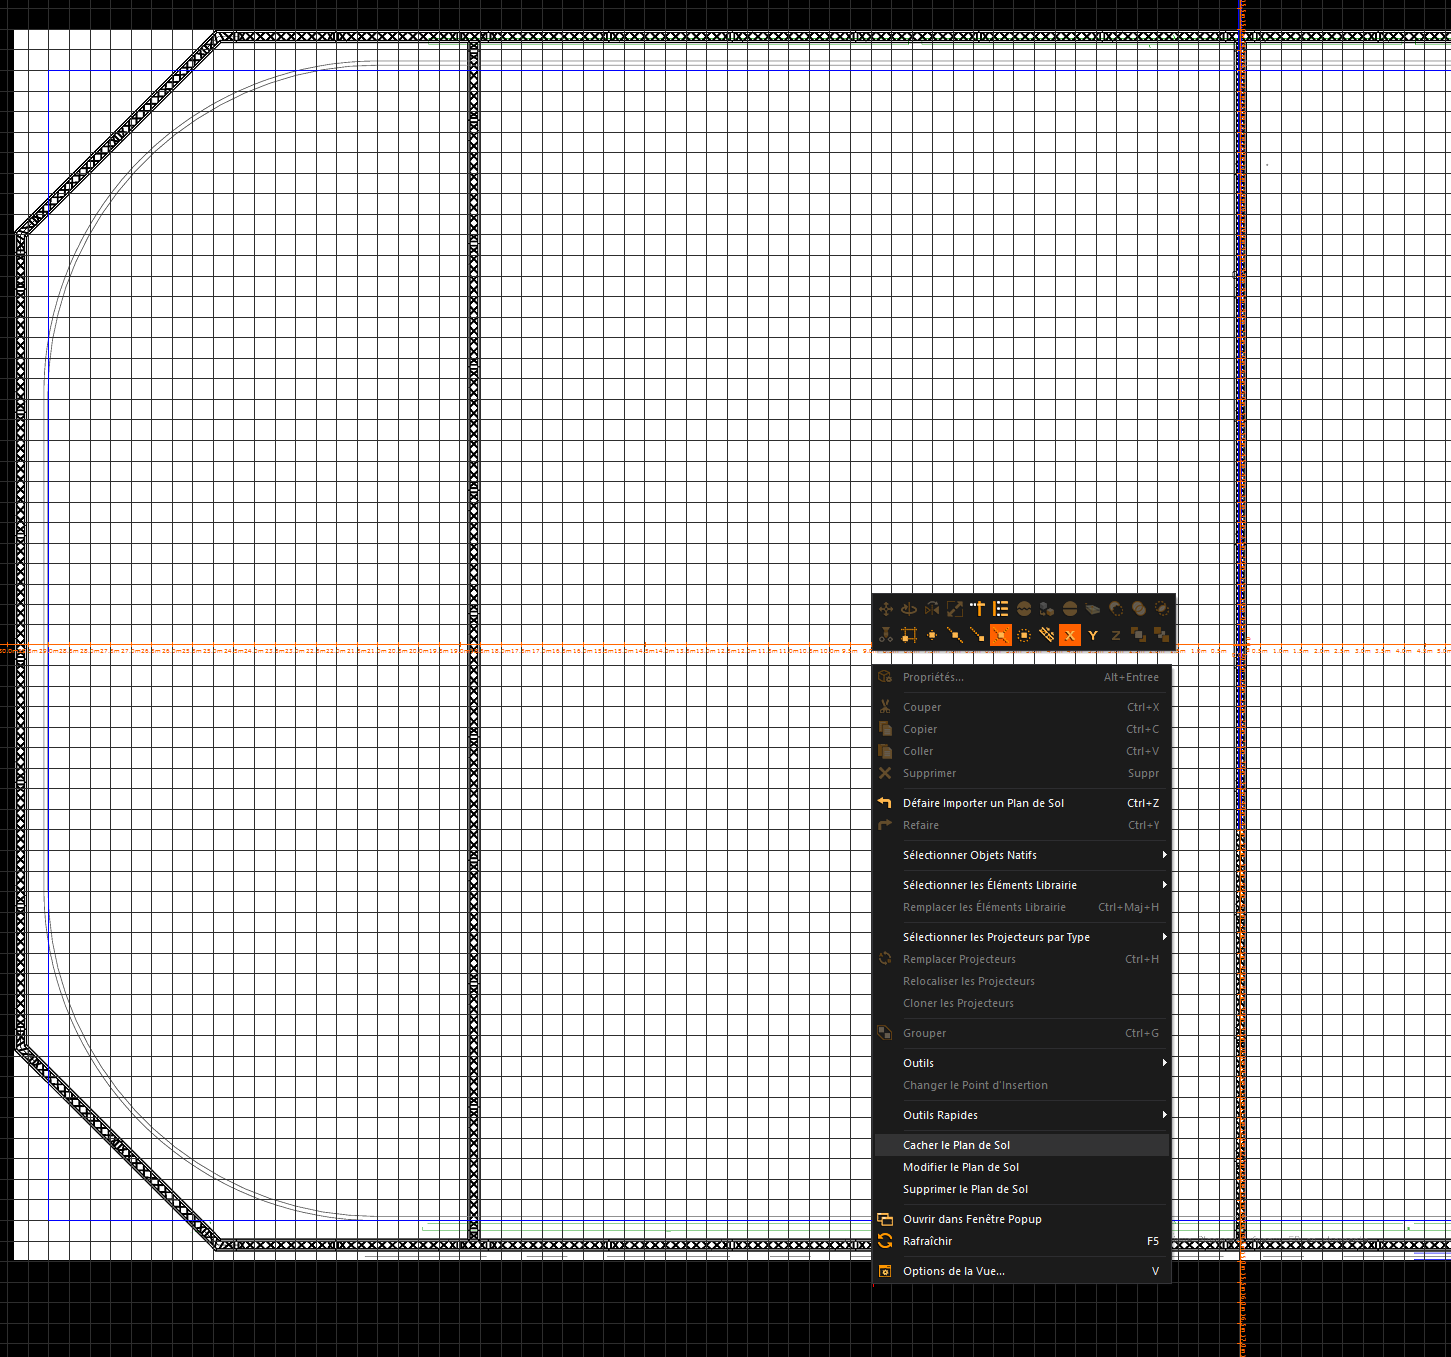 X Y Z
Propriétés... Alt+Entree
Couper Ctrl+X
Copier Ctrl+C
Coller Ctrl+V
Supprimer Suppr
Défaire Importer un Plan de Sol Ctrl+Z
Refaire Ctrl+Y
Sélectionner Objets Natifs
Sélectionner les Éléments Librairie
Remplacer les Éléments Librairie Ctrl+Maj+H
Sélectionner les Projecteurs par Type
Remplacer Projecteurs Ctrl+H
Relocaliser les Projecteurs
Cloner les Projecteurs
Grouper Ctrl+G
Outils
Changer le Point d'Insertion
Outils Rapides
Cacher le Plan de Sol
Modifier le Plan de Sol
Supprimer le Plan de Sol
Ouvrir dans Fenêtre Popup
Rafraîchir F5
Options de la Vue... V